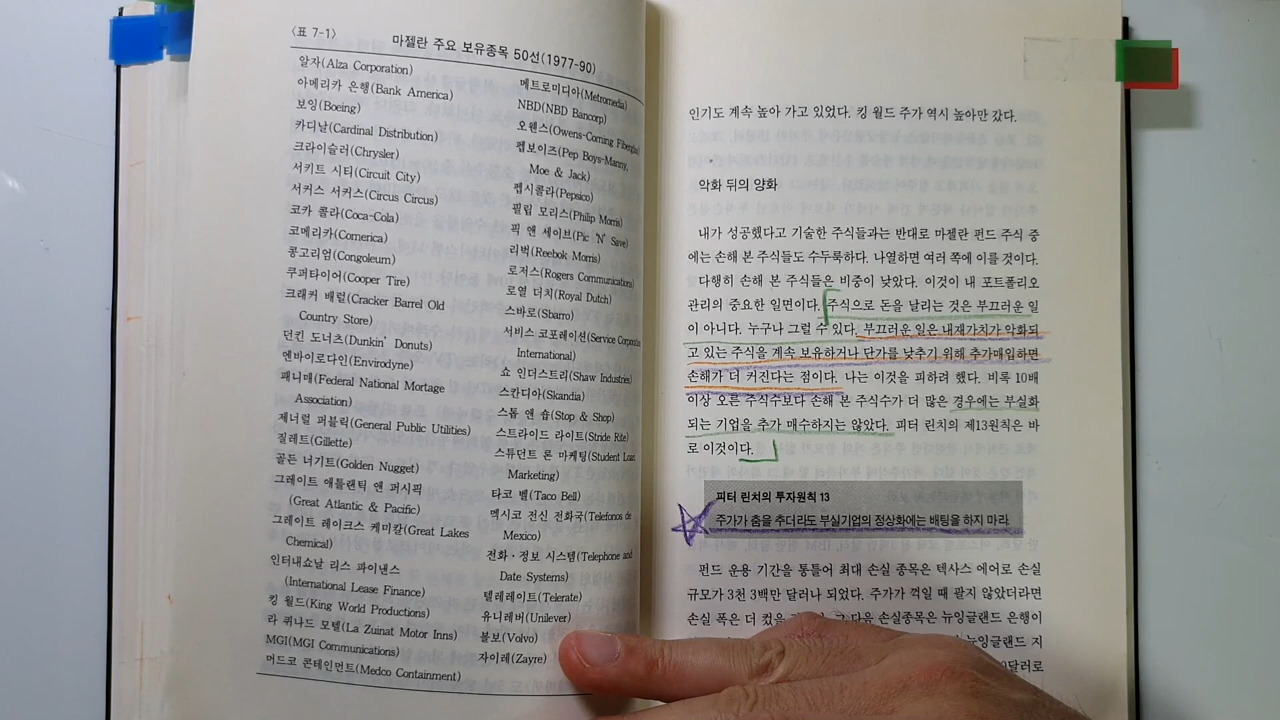 〈표 7-1〉
마젤란 주요 보유종목 50선(1977-90)
알자(Alza Corporation)
아메리카 은행(Bank America)
보잉(Boeing)
카디날(Cardinal Distribution)
크라이슬러(Chrysler)
서키트 시티(Circuit City)
서커스 서커스(Circus Circus)
코카 콜라(Coca-Cola)
코메리카(Comerica)
콩고리엄(Congoleum)
쿠퍼타이어(Cooper Tire)
크래커 배럴(Cracker Barrel Old
Country Store)
던킨 도너츠(Dunkin' Donuts)
엔바이로다인(Envirodyne)
패니매(Federal National Mortage
Association)
제너럴 퍼블릭(General Public Utilities)
질레트(Gillette)
골든 너기트(Golden Nugget)
그레이트 애틀랜틱 앤 퍼시픽
(Great Atlantic & Pacific)
그레이트 레이크스 케미칼(Great Lakes
Chemical)
인터내쇼날 리스 파이낸스
(International Lease Finance)
킹 월드(King World Productions)
라 퀴나드 모텔(La Zuinat Motor Inns)
MGI(MGI Communications)
머드코 콘테인먼트(Medco Containment)
메트로미디아(Metromedia)
NBD(NBD Bancorp)
오웬스(Owens-Corning Fiberglas)
펩보이즈(Pep Boys-Manny,
Moe & Jack)
펩시콜라(Pepsico)
필립 모리스(Philip Morris)
픽 앤 세이브(Pic 'N' Save)
리벅(Reebok Morris)
로저스(Rogers Communications)
로열 더치(Royal Dutch)
스바로(Sbarro)
서비스 코포레이션(Service
International)
쇼 인더스트리(Shaw Industries)
스칸디아(Skandia)
스톱 앤 숍(Stop & Shop)
스트라이드 라이트(Stride Rite)
스튜던트 론 마케팅(Student Loan
Marketing)
타코 벨(Taco Bell)
멕시코 전신 전화국(Telefonos de
Mexico)
전화·정보 시스템(Telephone and
Date Systems)
텔레레이트(Telerate)
유니레버(Unilever)
볼보(Volvo)
자이레(Zayre)
인기도 계속 높아 가고 있었다. 킹 월드 주가 역시 높아만 갔다.
악화 뒤의 양화
내가 성공했다고 기술한 주식들과는 반대로 마젤란 펀드 주식 중
에는 손해 본 주식들도 수두룩하다. 나열하면 여러 쪽에 이를 것이다.
다행히 손해 본 주식들은 비중이 낮았다. 이것이 내 포트폴리오
관리의 중요한 일면이다. 주식으로 돈을 날리는 것은 부끄러운 일
이 아니다. 누구나 그럴 수 있다. 부끄러운 일은 내재가치가 악화되
고 있는 주식을 계속 보유하거나 단가를 낮추기 위해 추가매입하면
손해가 더 커진다는 점이다. 나는 이것을 피하려 했다. 비록 10배
이상 오른 주식수보다 손해 본 주식수가 더 많은 경우에는 부실화
되는 기업을 추가 매수하지는 않았다. 피터 린치의 제13원칙은 바
로 이것이다.
피터 린치의 투자원칙 13
주가가 춤을 추더라도 부실기업의 정상화에는 배팅을 하지 마라.
펀드 운용 기간을 통틀어 최대 손실 종목은 텍사스 에어로 손실
규모가 3천 3백만 달러나 되었다. 주가가 꺽일 때 팔지 않았더라면
손실 폭은 더 컸을 다음 손실종목은 뉴잉글랜드 은행이
뉴잉글랜드 지
달러로